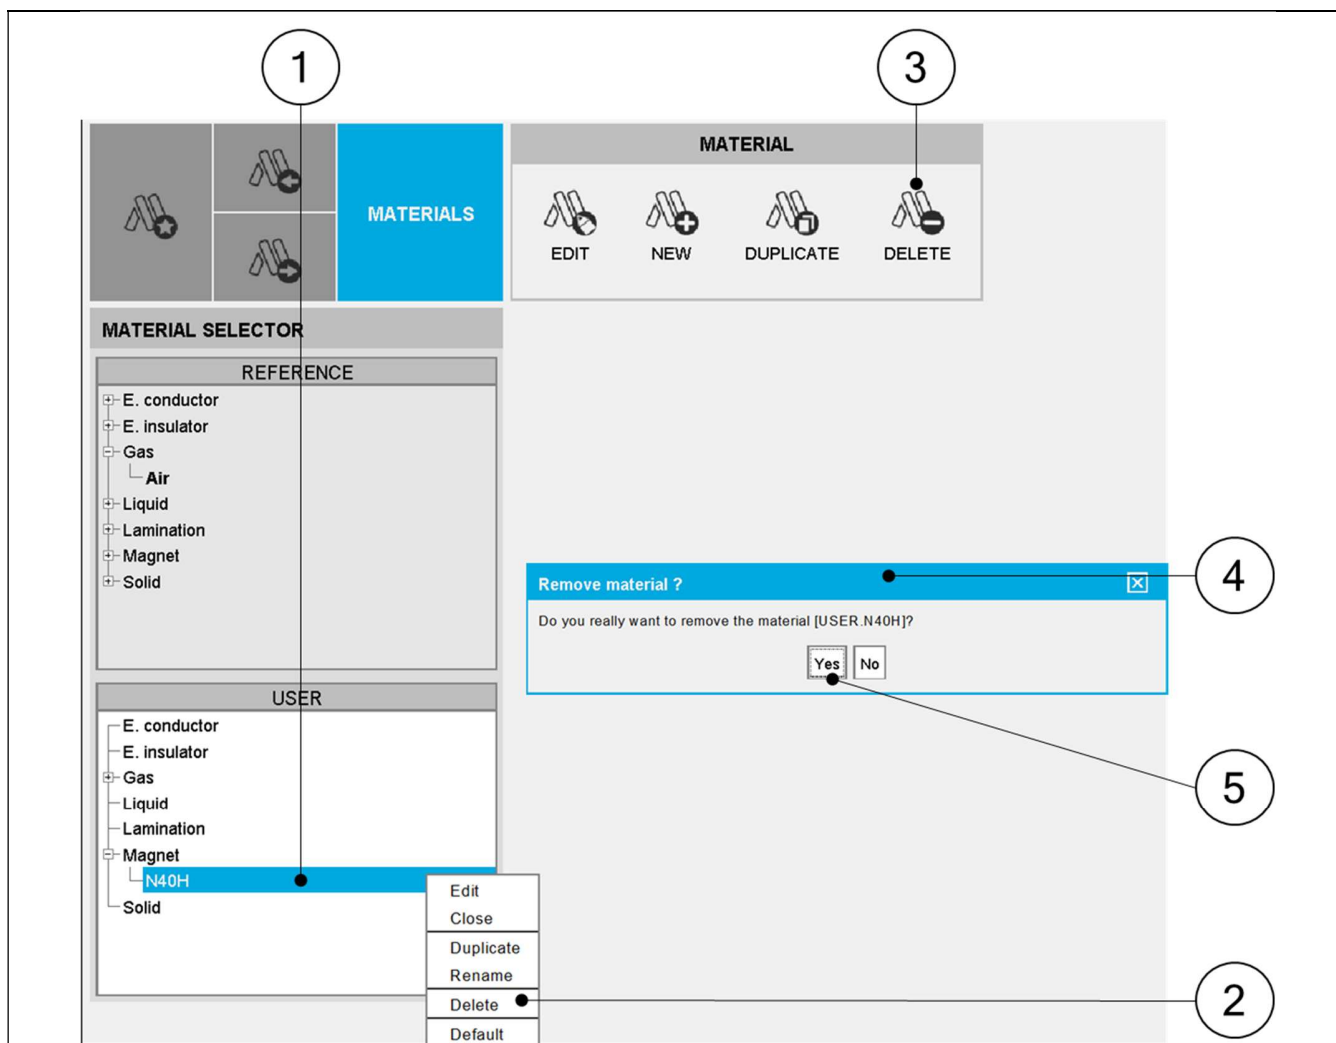 1
3
MATERIALS
MATERIAL
EDIT
NEW
DUPLICATE
DELETE
MATERIAL SELECTOR
REFERENCE
E. conductor
E. insulator
Gas
Air
Liquid
Lamination
Magnet
Solid
Remove material ?
4
Do you really want to remove the material [USER.N40H]?
Yes
No
USER
E. conductor
E. insulator
Gas
Liquid
Lamination
Magnet
N40H
Solid
5
Edit
Close
Duplicate
Rename
Delete
Default
2